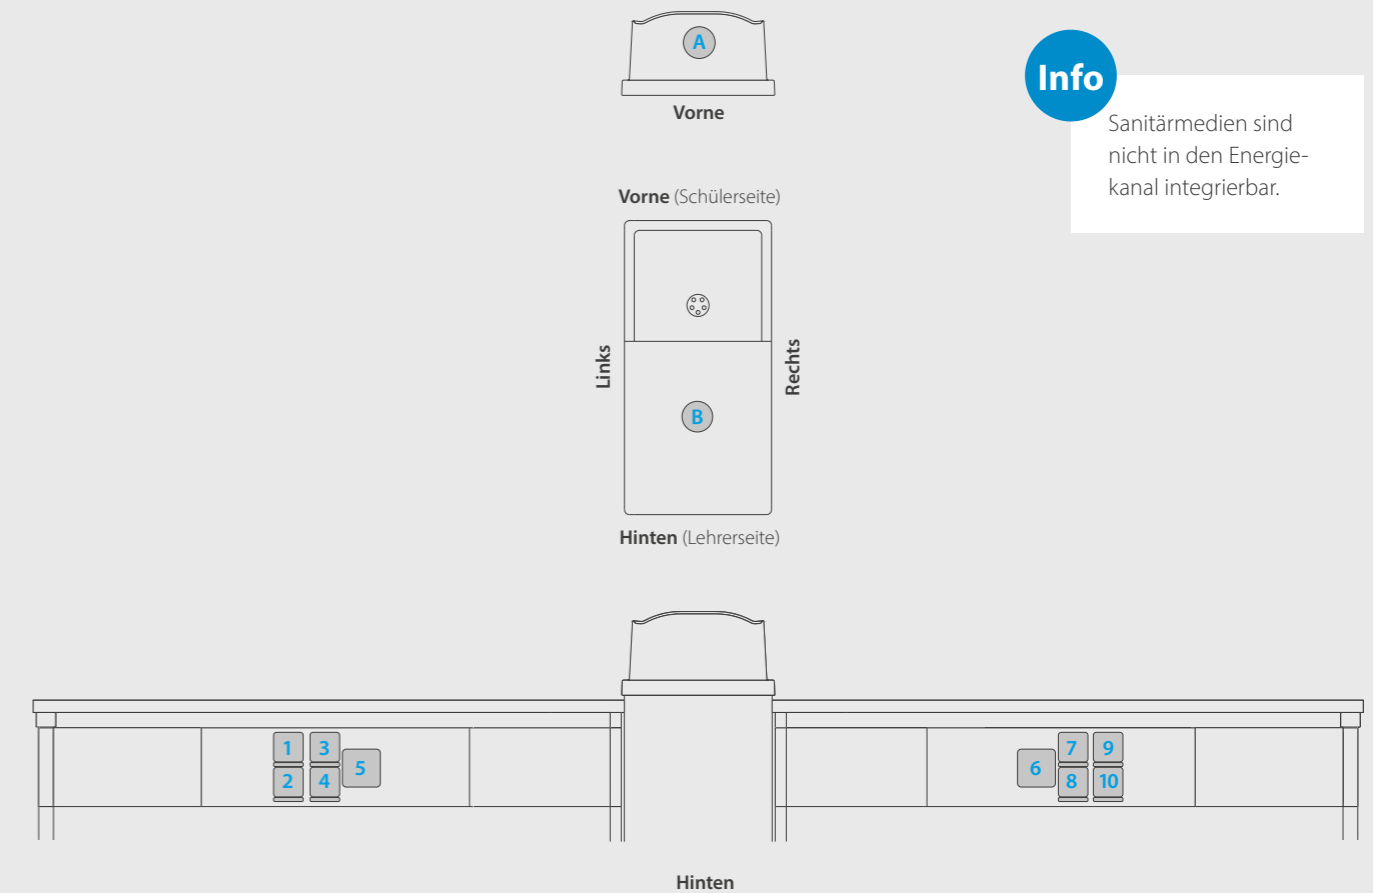 A
Vorne
Info
Sanitärmedien sind
nicht in den Energie-
kanal integrierbar.
Vorne (Schülerseite)
Links
Rechts
B
Hinten (Lehrerseite)
1 3
5
2 4
7 9
6
8 10
Hinten